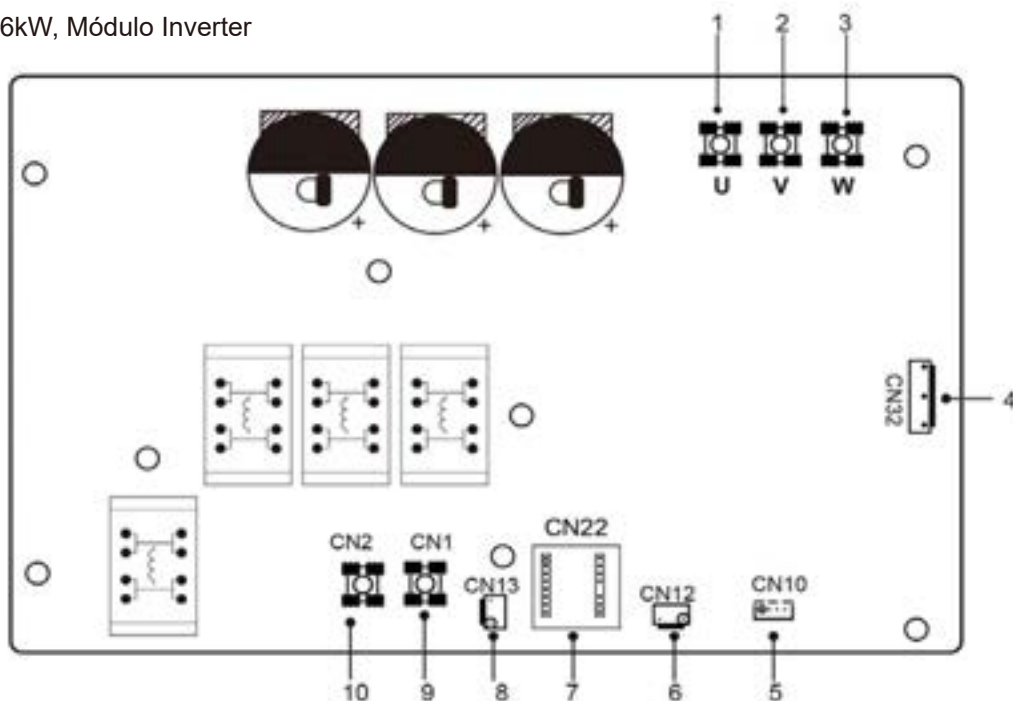 6kW, Módulo Inverter
1 2 3
U V W
+ + +
CN32
4
CN2 CN1 CN22
CN13 CN12 CN10
10 9 8 7 6 5